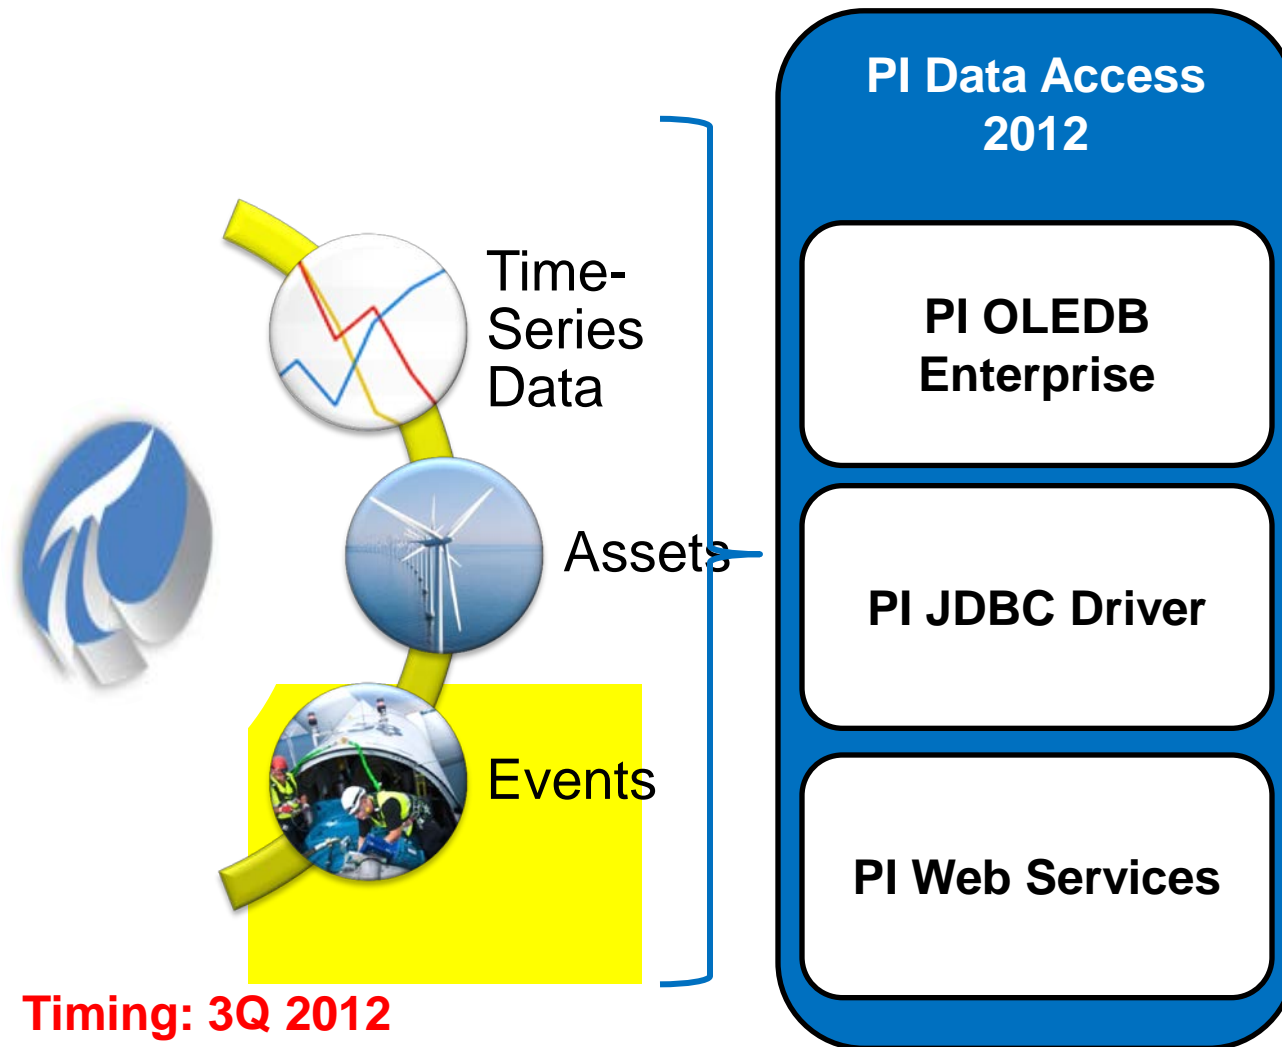 PI Data Access
2012
Time-
Series
Data
Assets
Events
PI OLEDB
Enterprise
PI JDBC Driver
PI Web Services
Timing: 3Q 2012